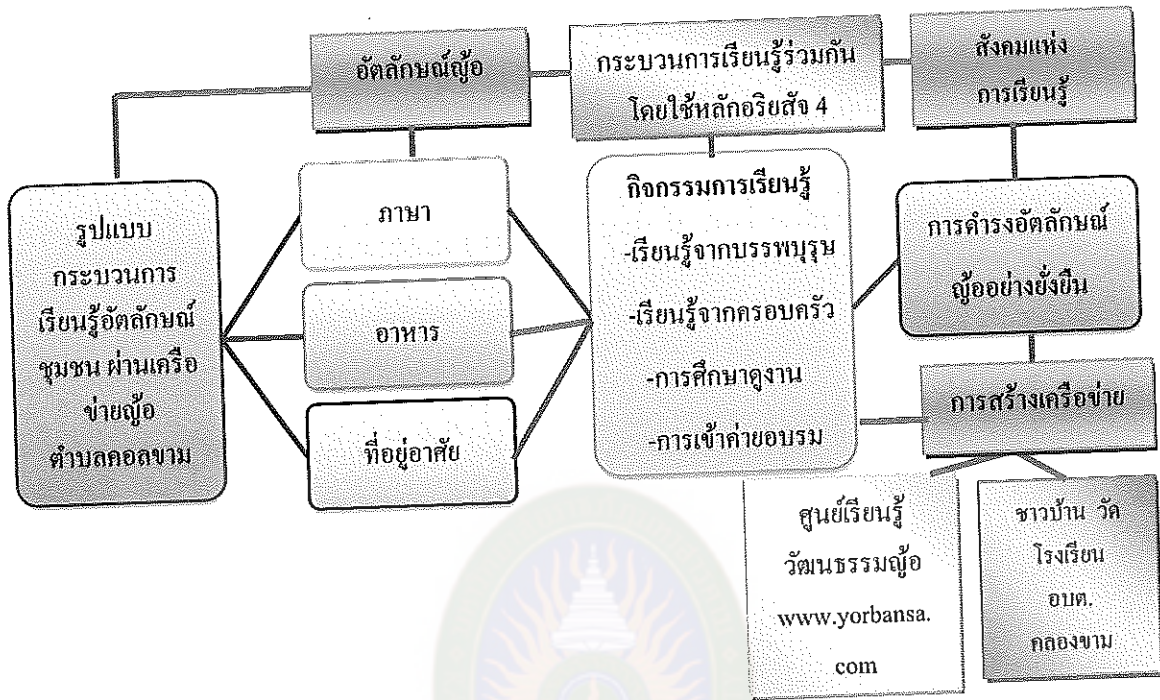 อัตลักษณ์ญ้อ
กระบวนการเรียนรู้ร่วมกัน
โดยใช้หลักอริยสัจ 4
สังคมแห่ง
การเรียนรู้
รูปแบบ
กระบวนการ
เรียนรู้อัตลักษณ์
ชุมชน ผ่านเครือ
ข่ายญ้อ
ตำบลคอลขาม
ภาษา
อาหาร
ที่อยู่อาศัย
กิจกรรมการเรียนรู้
-เรียนรู้จากบรรพบุรุษ
-เรียนรู้จากครอบครัว
-การศึกษาดูงาน
-การเข้าค่ายอบรม
การดำรงอัตลักษณ์
ญ้ออย่างยั่งยืน
การสร้างเครือข่าย
ศูนย์เรียนรู้
วัฒนธรรมญ้อ
www.yorbansa.
com
ชาวบ้าน วัด
โรงเรียน
อบต.
คลองขาม